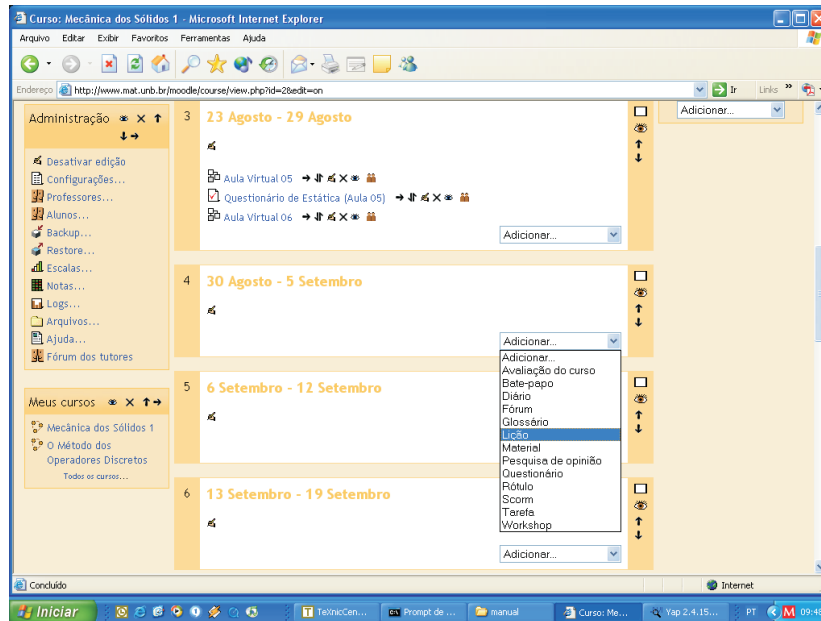 Curso: Mecânica dos Sólidos 1 - Microsoft Internet Explorer
Arquivo Editar Exibir Favoritos Ferramentas Ajuda
Endereço http://www.mat.unb.br/moodle/course/view.php?id=2&edit=on Ir Links »
Administração
Desativar edição
Configurações...
Professores...
Alunos...
Backup...
Restore...
Escalas...
Notas...
Logs...
Arquivos...
Ajuda...
Fórum dos tutores
Meus cursos
Mecânica dos Sólidos 1
O Método dos
Operadores Discretos
Todos os cursos...
3 23 Agosto - 29 Agosto
Aula Virtual 05
Questionário de Estática (Aula 05)
Aula Virtual 06
Adicionar...
4 30 Agosto - 5 Setembro
Adicionar...
Adicionar...
Avaliação do curso
Bate-papo
Diário
Fórum
Glossário
Lição
Material
Pesquisa de opinião
Questionário
Rótulo
Scorm
Tarefa
Workshop
5 6 Setembro - 12 Setembro
6 13 Setembro - 19 Setembro
Adicionar...
Adicionar...
Concluído Internet
Iniciar TeXnicCen... Prompt de ... manual Curso: Me... Yap 2.4.15... PT 09:48